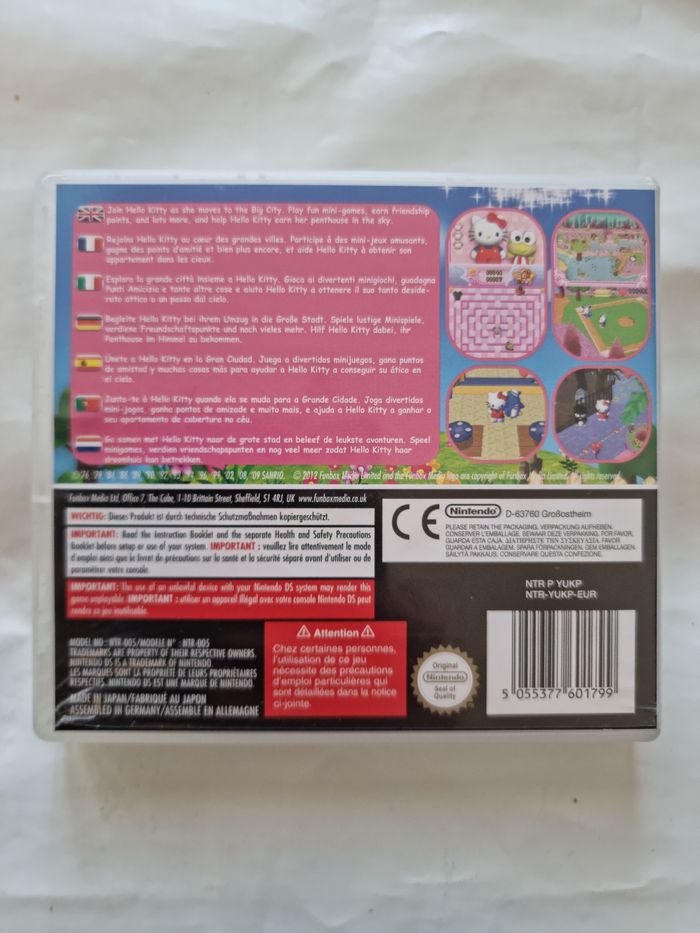 Join Hello Kitty as she moves to the Big City. Play fun mini-games, earn friendship
points, and lots more, and help Hello Kitty earn her penthouse in the sky.
Rejoins Hello Kitty au cœur des grandes villes. Participe à des mini-jeux amusants,
gagne des points d'amitié et bien plus encore, et aide Hello Kitty à obtenir son
appartement dans les cieux.
Esplora la grande città insieme a Hello Kitty. Gioca ai divertenti minigiochi, guadagna
Punti Amicizia e tante altre cose e aiuta Hello Kitty a ottenere il suo tanto deside-
rato attico a un passo dal cielo.
Begleite Hello Kitty bei ihrem Umzug in die Große Stadt. Spiele lustige Minispiele,
verdiene Freundschaftspunkte und noch vieles mehr. Hilf Hello Kitty dabei, ihr
Penthouse im Himmel zu bekommen.
Únete a Hello Kitty en la Gran Ciudad. Juega a divertidos minijuegos, gana puntos
de amistad y muchas cosas más para ayudar a Hello Kitty a conseguir su ático en
el cielo.
Junta-te à Hello Kitty quando ela se muda para a Grande Cidade. Joga divertidos
mini-jogos, ganha pontos de amizade e muito mais, e ajuda a Hello Kitty a ganhar o
seu apartamento de cobertura no céu.
Ga samen met Hello Kitty naar de grote stad en beleef de leukste avonturen. Speel
minigames, verdien vriendschapspunten en nog veel meer zodat Hello Kitty haar
droomhuis kan betrekken.
© 2012 Funbox Media Limited. Funbox Media and the Funbox Media logo are copyright of Funbox Media Limited. All rights reserved.
Funbox Media Ltd. Office 7, The Cube, 1-10 Brittain Street, Sheffield, S1 4RJ, UK www.funboxmedia.co.uk
WICHTIG: Dieses Produkt ist durch technische Schutzmaßnahmen kopiergeschützt.
IMPORTANT: Read the Instruction Booklet and the separate Health and Safety Precautions
Booklet before setup or use of your system. IMPORTANT : veuillez lire attentivement le mode
d'emploi ainsi que le livret de précautions sur la santé et la sécurité séparé avant d'utiliser ou de
paramétrer votre console.
IMPORTANT: The use of an unlawful device with your Nintendo DS system may render this
game unplayable. IMPORTANT : utiliser un appareil illégal avec votre console Nintendo DS peut
rendre ce jeu inutilisable.
MODEL NO : NTR-005/MODELE N° : NTR-005
TRADEMARKS ARE PROPERTY OF THEIR RESPECTIVE OWNERS.
NINTENDO DS IS A TRADEMARK OF NINTENDO.
LES MARQUES SONT LA PROPRIÉTÉ DE LEURS PROPRIÉTAIRES
RESPECTIFS. NINTENDO DS EST UNE MARQUE DE NINTENDO.
MADE IN JAPAN/FABRIQUÉ AU JAPON
ASSEMBLED IN GERMANY/ASSEMBLÉ EN ALLEMAGNE
⚠ Attention ⚠
Chez certaines personnes,
l'utilisation de ce jeu
nécessite des précautions
d'emploi particulières qui
sont détaillées dans la notice
ci-jointe.
CE
Nintendo
D-63760 Großostheim
PLEASE RETAIN THE PACKAGING. VERPACKUNG AUFHEBEN.
CONSERVER L'EMBALLAGE. BEWAAR DEZE VERPAKKING. POR FAVOR,
GUARDA ESTA CAJA. ΔΙΑΤΗΡΗΣΤΕ ΤΗΝ ΣΥΣΚΕΥΑΣΙΑ. FAVOR
GUARDAR A EMBALAGEM. SPARA FÖRPACKNINGEN. GEM EMBALLAGEN.
SÄILYTÄ PAKKAUS. CONSERVATE QUESTA CONFEZIONE.
NTR P YUKP
NTR-YUKP-EUR
Original
Nintendo
Seal of
Quality
5 055377 601799